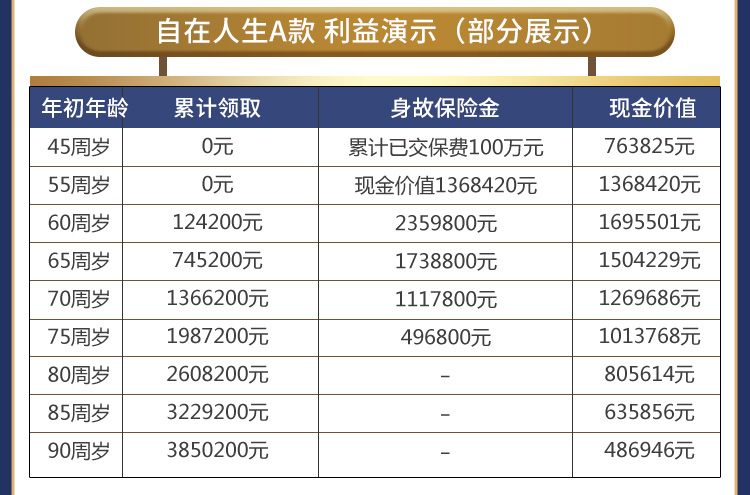 自在人生A款 利益演示（部分展示）
年初年龄 累计领取 身故保险金 现金价值
45周岁 0元 累计已交保费100万元 763825元
55周岁 0元 现金价值1368420元 1368420元
60周岁 124200元 2359800元 1695501元
65周岁 745200元 1738800元 1504229元
70周岁 1366200元 1117800元 1269686元
75周岁 1987200元 496800元 1013768元
80周岁 2608200元 – 805614元
85周岁 3229200元 – 635856元
90周岁 3850200元 – 486946元